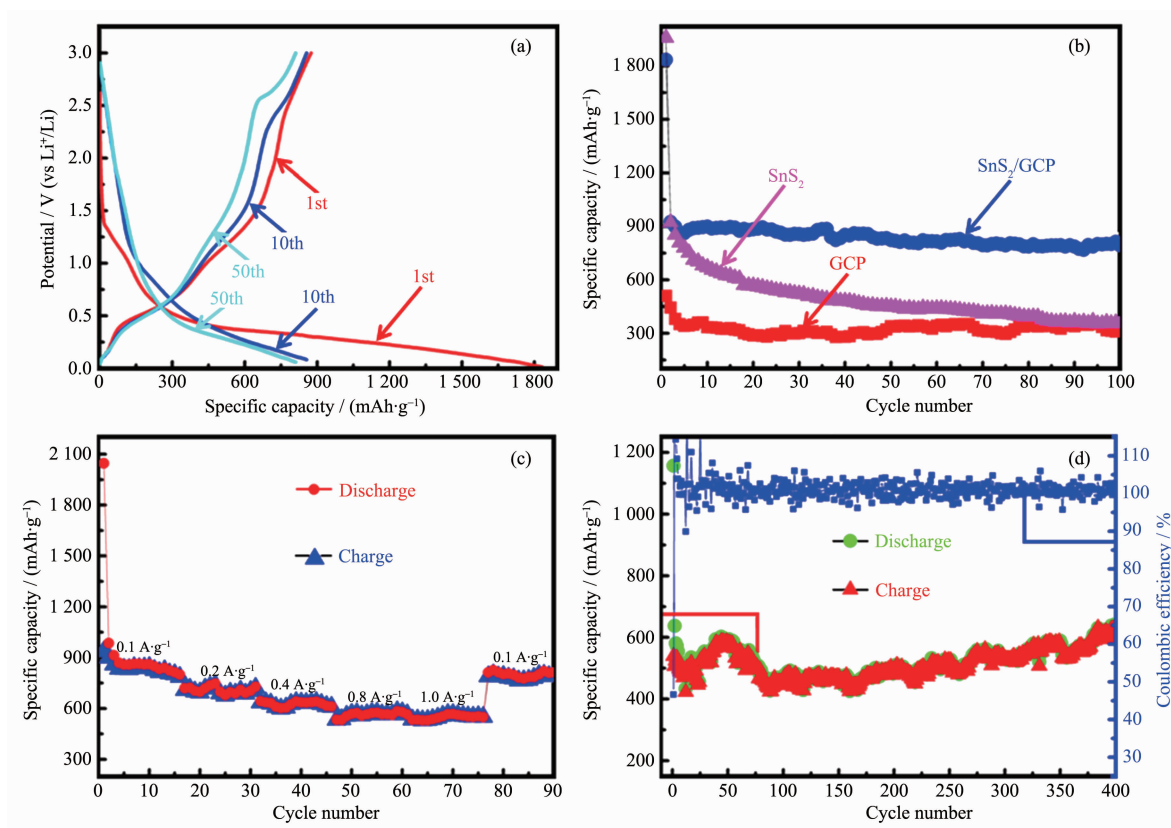 (a)
3.0
2.5
2.0
1.5
1.0
0.5
0.0
Potential / V (vs Li⁺/Li)
1st
10th
50th
50th
10th
1st
0 300 600 900 1 200 1 500 1 800
Specific capacity / (mAh·g⁻¹)
(b)
1 800
1 500
1 200
900
600
300
Specific capacity / (mAh·g⁻¹)
SnS₂
SnS₂/GCP
GCP
0 10 20 30 40 50 60 70 80 90 100
Cycle number
(c)
2 100
1 800
1 500
1 200
900
600
300
Specific capacity / (mAh·g⁻¹)
Discharge
Charge
0.1 A·g⁻¹
0.2 A·g⁻¹
0.4 A·g⁻¹
0.8 A·g⁻¹
1.0 A·g⁻¹
0.1 A·g⁻¹
0 10 20 30 40 50 60 70 80 90
Cycle number
(d)
1 200
1 000
800
600
400
200
Specific capacity / (mAh·g⁻¹)
Discharge
Charge
110
100
90
80
70
60
50
40
30
Coulombic efficiency / %
0 50 100 150 200 250 300 350 400
Cycle number